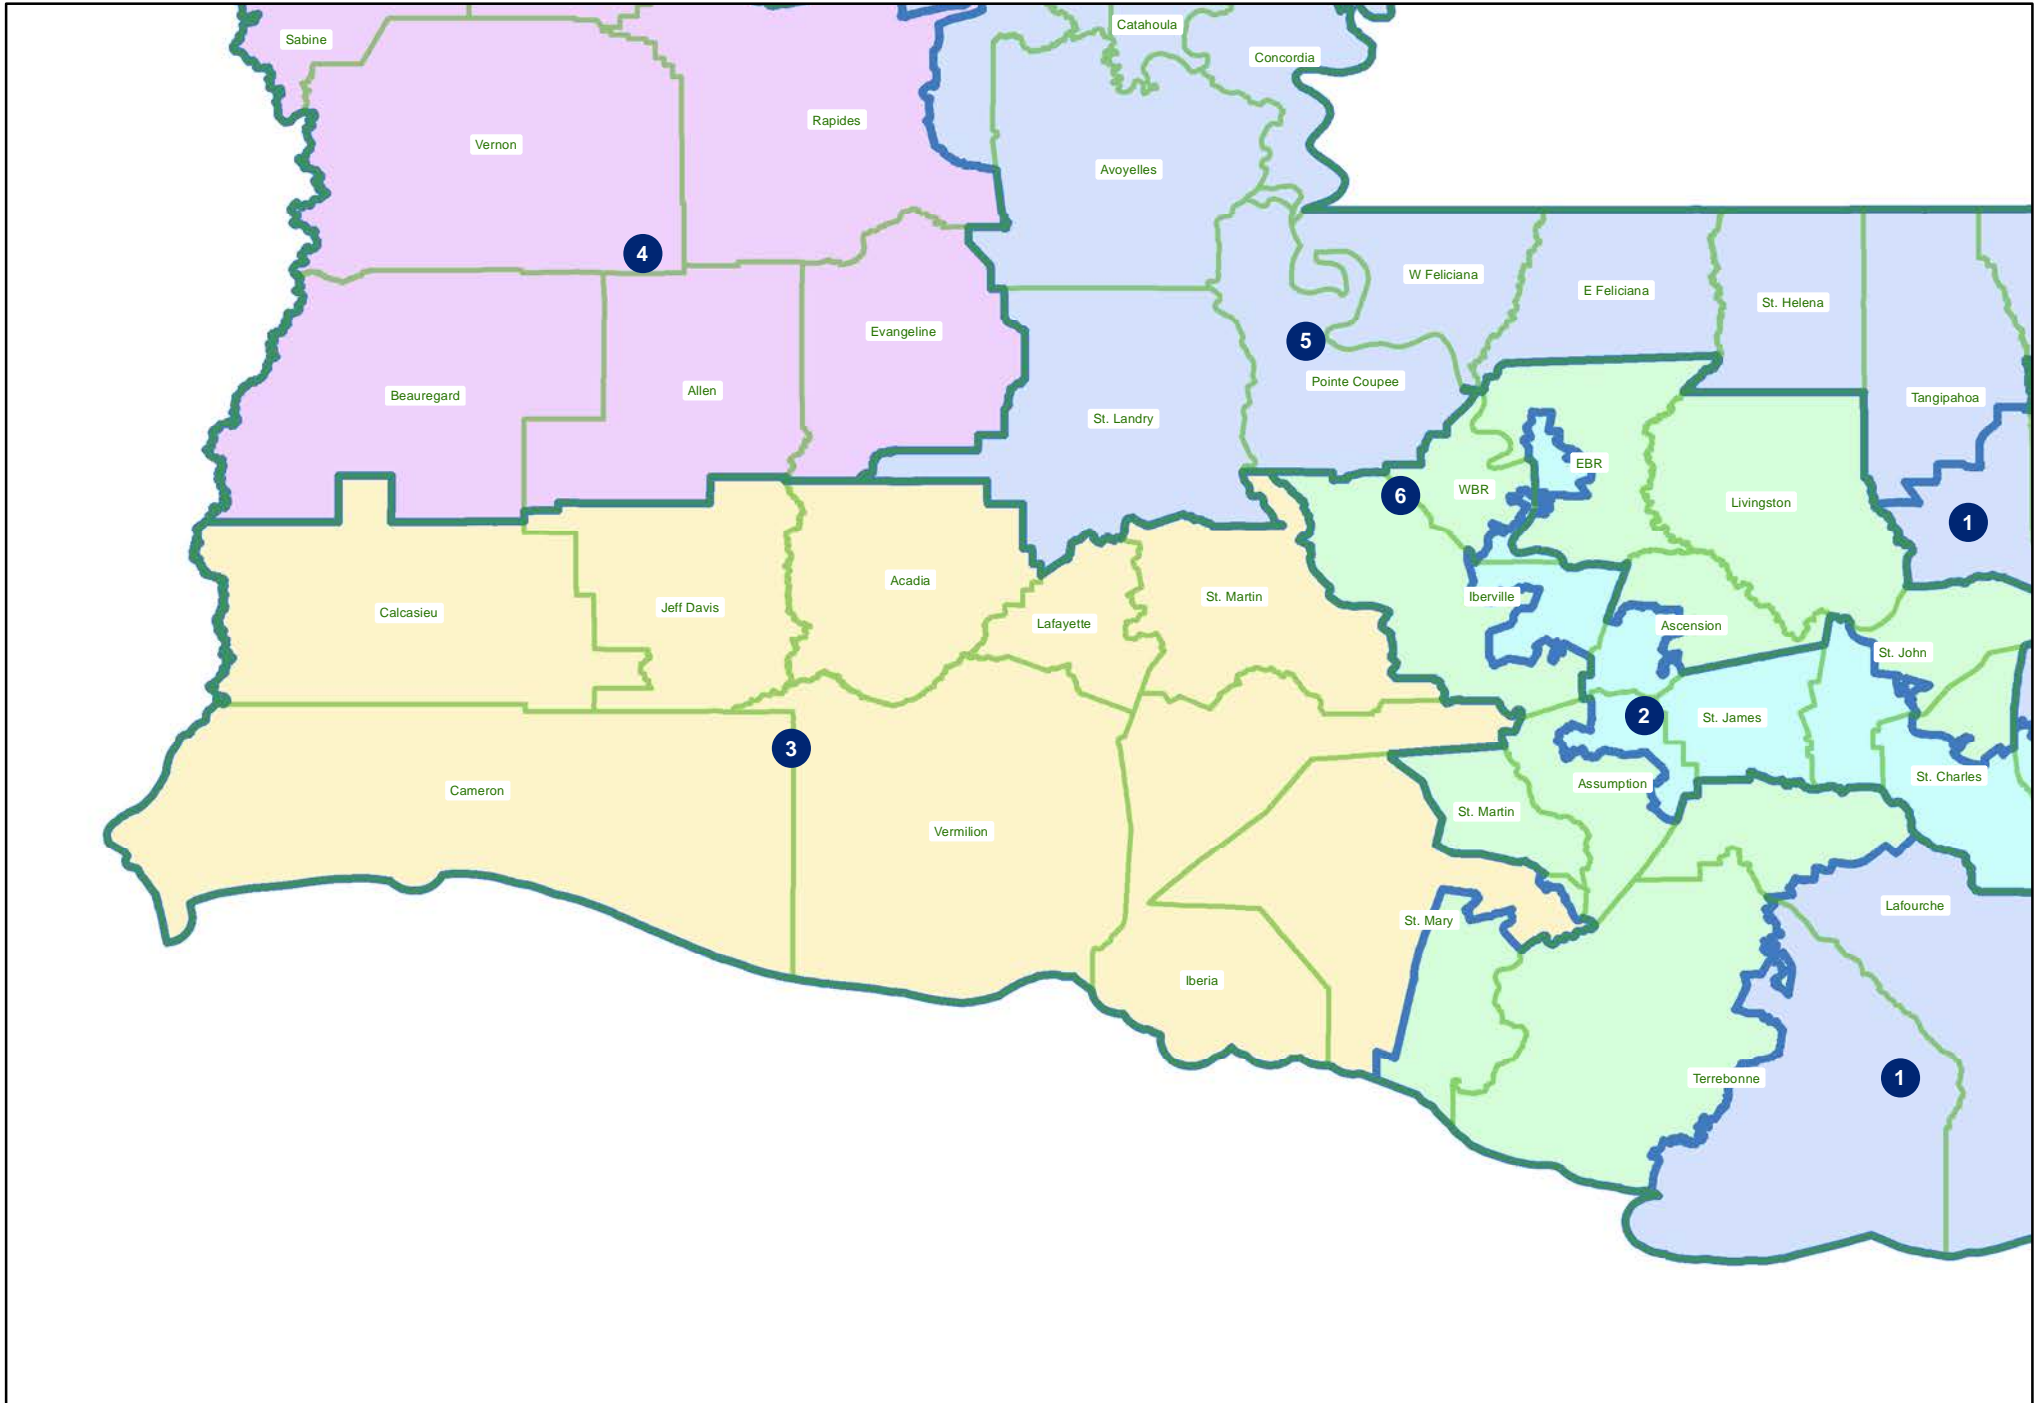 Catahoula
Sabine
Concordia
Rapides
Vernon
Avoyelles
4
W Feliciana
E Feliciana
St. Helena
Evangeline
5
Pointe Coupee
Allen
Beauregard
Tangipahoa
St. Landry
EBR
WBR
6
Livingston
1
Acadia
St. Martin
Iberville
Jeff Davis
Calcasieu
Lafayette
Ascension
St. John
2
St. James
3
St. Charles
Assumption
Cameron
St. Martin
Vermilion
Lafourche
St. Mary
Iberia
Terrebonne
1